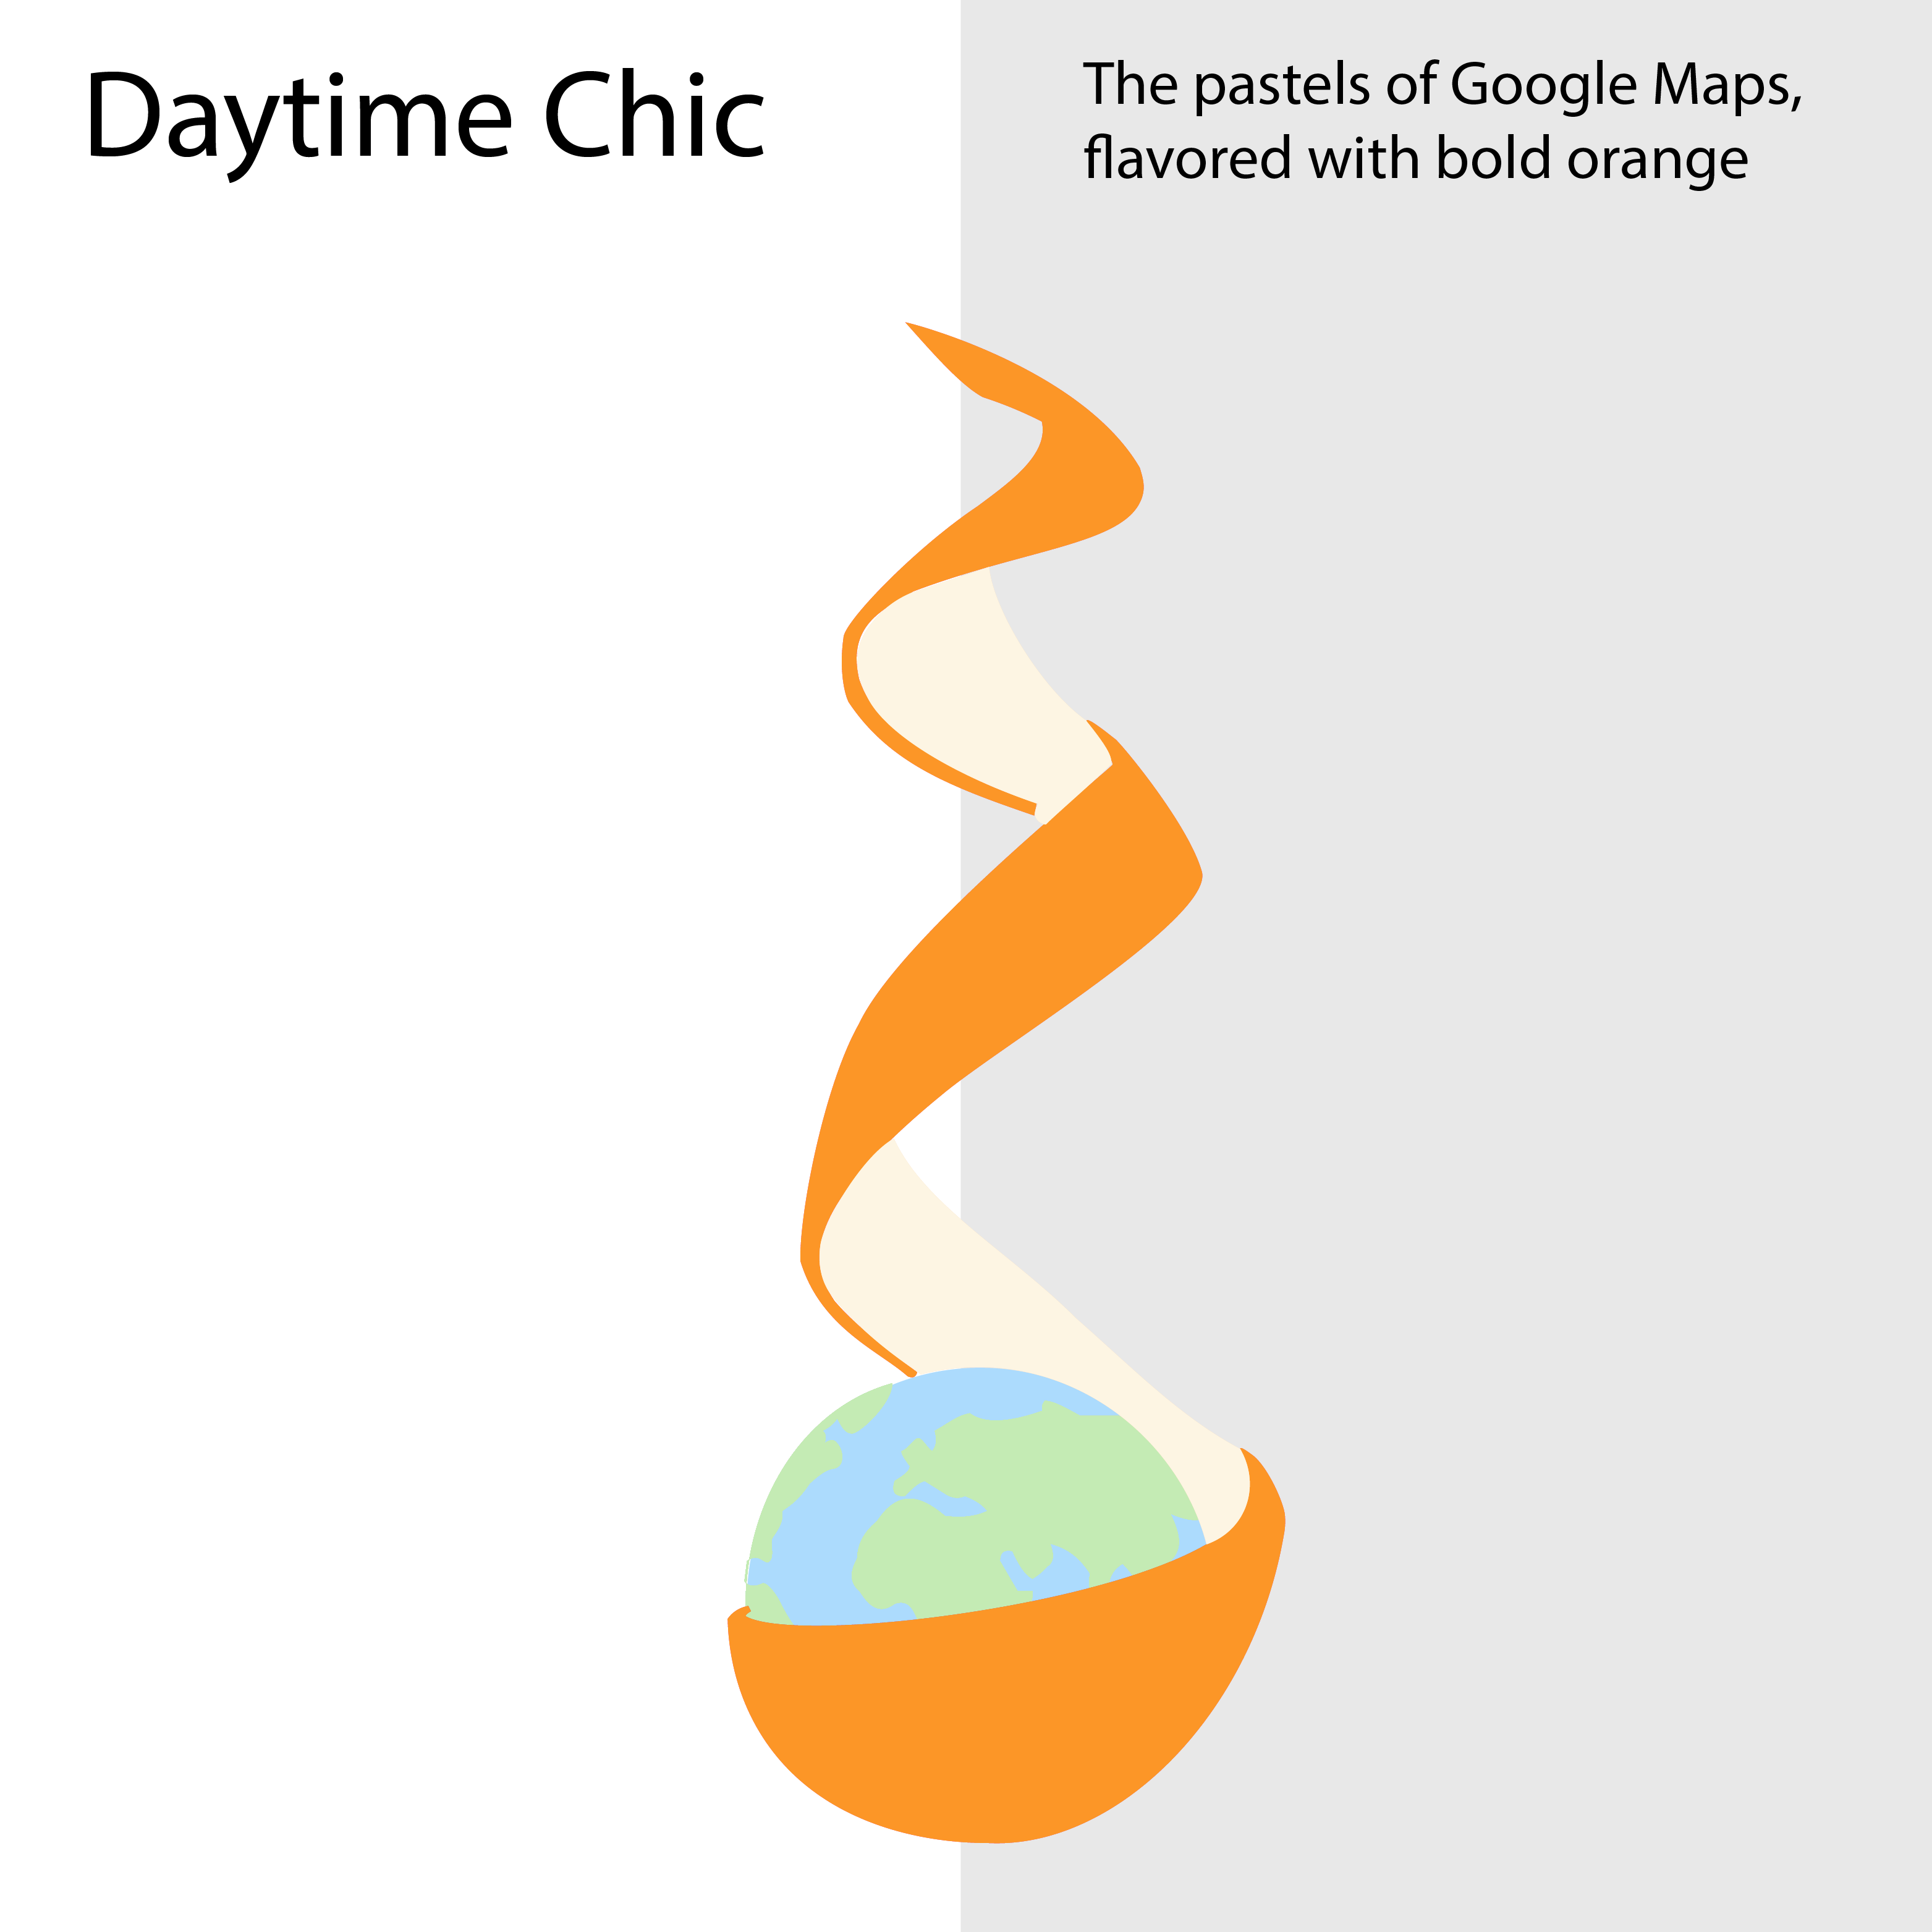 Daytime Chic
The pastels of Google Maps,
flavored with bold orange